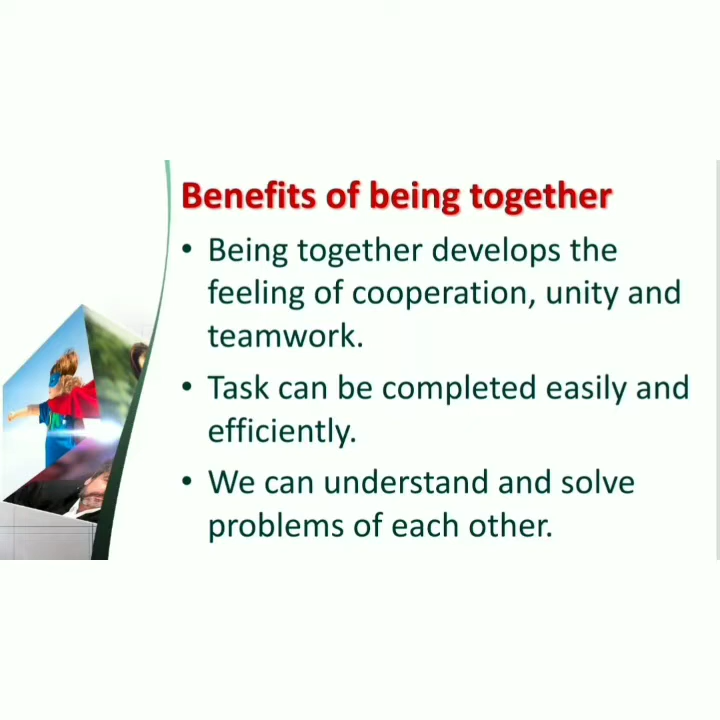 Benefits of being together
• Being together develops the
feeling of cooperation, unity and
teamwork.
• Task can be completed easily and
efficiently.
• We can understand and solve
problems of each other.